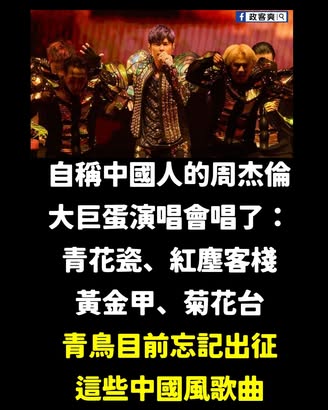 政客爽
自稱中國人的周杰倫
大巨蛋演唱會唱了：
青花瓷、紅塵客棧
黃金甲、菊花台
青鳥目前忘記出征
這些中國風歌曲